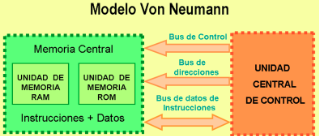 Modelo Von Neumann
Bus de Control
Memoria Central
Bus de
direcciones
UNIDAD DE
MEMORIA
RAM
UNIDAD DE
MEMORIA
ROM
Bus de datos de
Instrucciones
Instrucciones + Datos
UNIDAD
CENTRAL
DE CONTROL